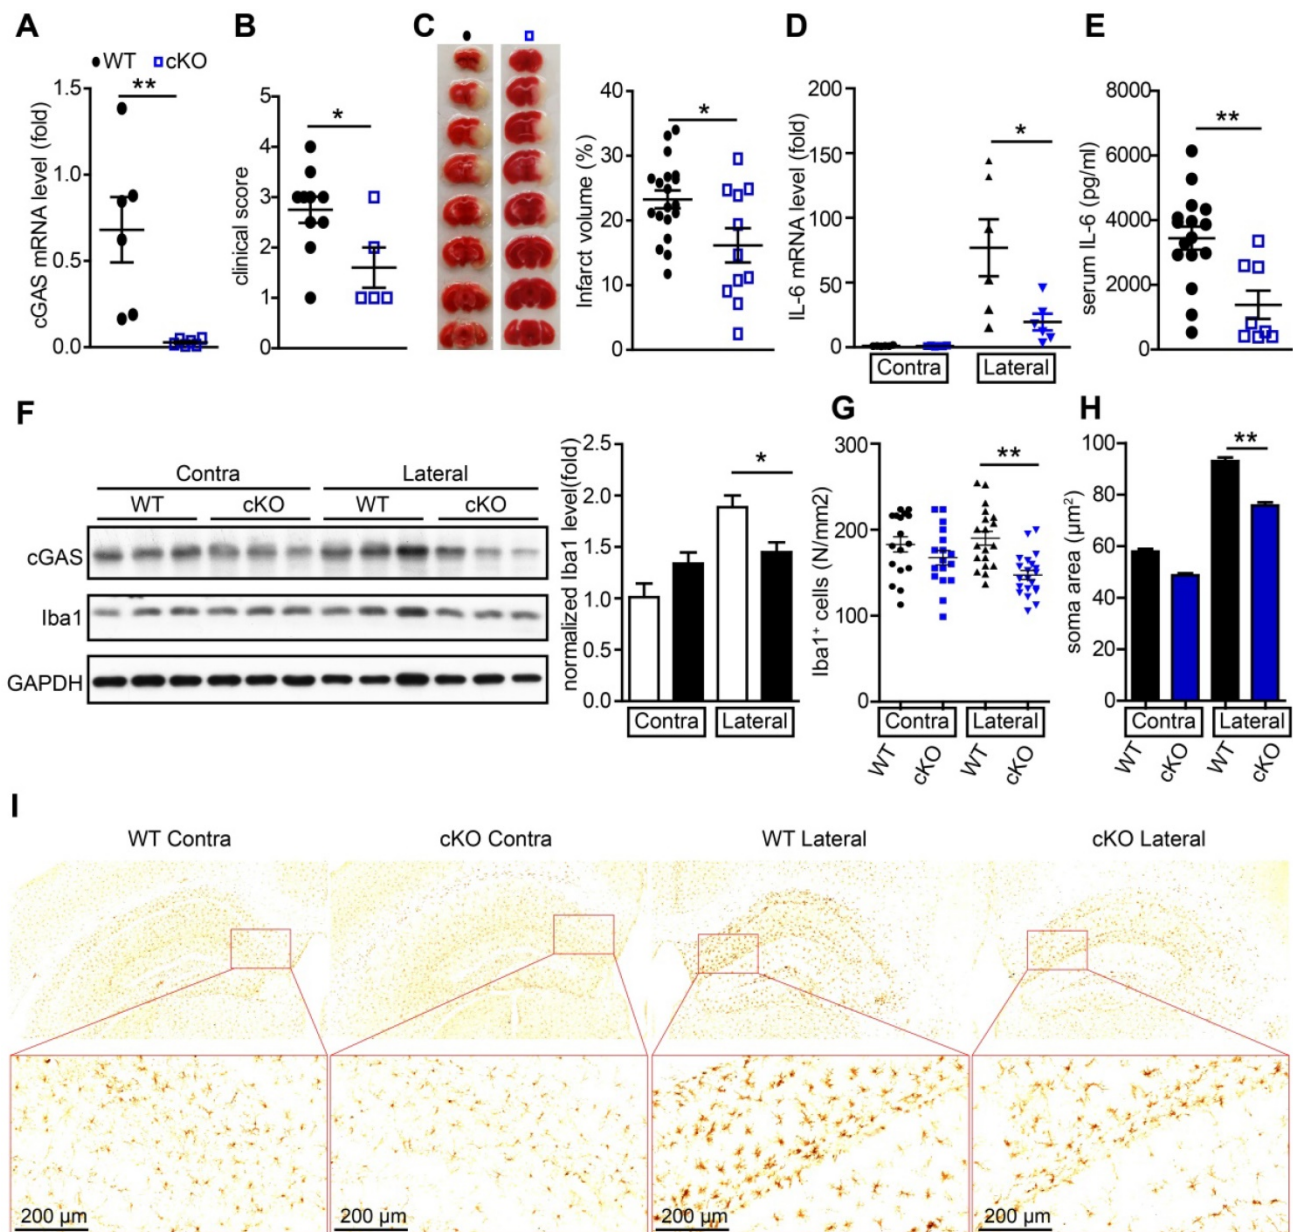 A
WT cKO
cGAS mRNA level (fold)
1.5
1.0
0.5
0.0
**
B
clinical score
5
4
3
2
1
0
*
C
Infarct volume (%)
40
30
20
10
0
*
D
IL-6 mRNA level (fold)
200
150
100
50
0
*
Contra
Lateral
E
serum IL-6 (pg/ml)
8000
6000
4000
2000
0
**
F
Contra Lateral
WT cKO WT cKO
cGAS
Iba1
GAPDH
normalized Iba1 level(fold)
2.5
2.0
1.5
1.0
0.5
0.0
*
Contra
Lateral
G
Iba1⁺ cells (N/mm2)
300
200
100
0
**
Contra
Lateral
WT cKO WT cKO
H
soma area (µm²)
100
80
60
40
20
0
**
Contra
Lateral
WT cKO WT cKO
I
WT Contra cKO Contra WT Lateral cKO Lateral
200 µm 200 µm 200 µm 200 µm